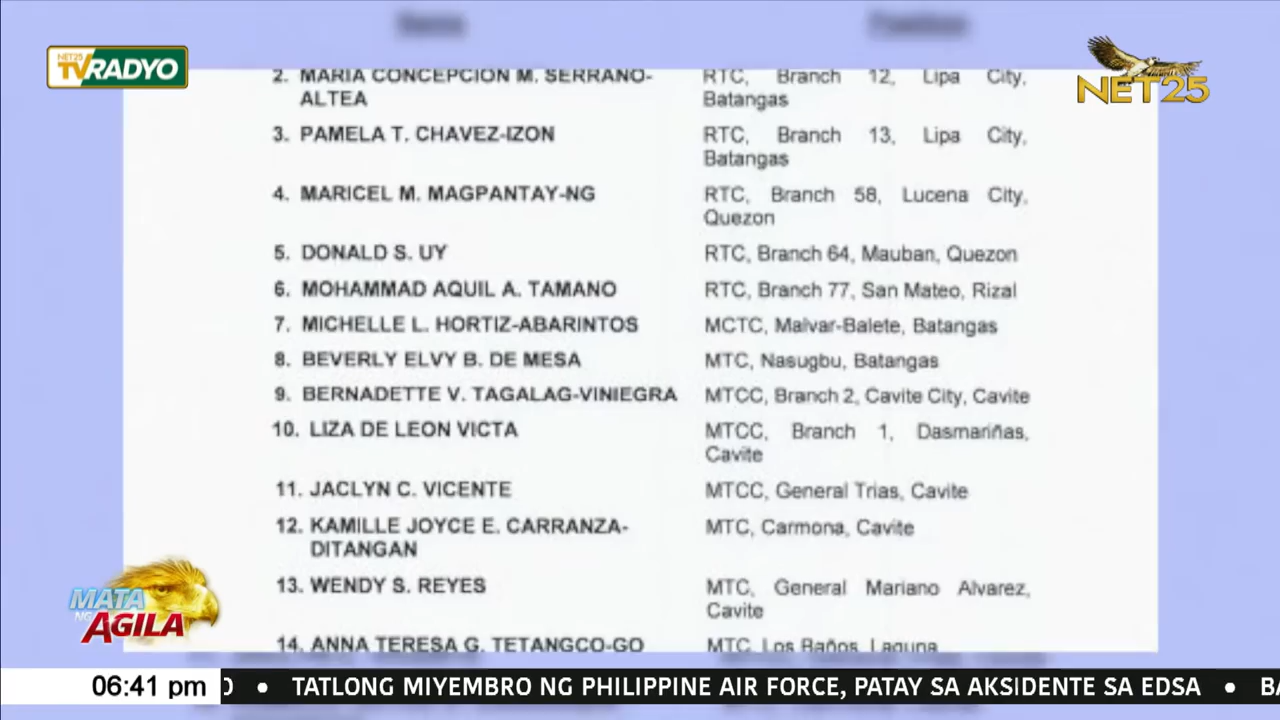 NET25
TVRADYO
NET25
2. MARIA CONCEPCION M. SERRANO- RTC, Branch 12, Lipa City,
ALTEA Batangas
3. PAMELA T. CHAVEZ-IZON RTC, Branch 13, Lipa City,
Batangas
4. MARICEL M. MAGPANTAY-NG RTC, Branch 58, Lucena City,
Quezon
5. DONALD S. UY RTC, Branch 64, Mauban, Quezon
6. MOHAMMAD AQUIL A. TAMANO RTC, Branch 77, San Mateo, Rizal
7. MICHELLE L. HORTIZ-ABARINTOS MCTC, Malvar-Balete, Batangas
8. BEVERLY ELVY B. DE MESA MTC, Nasugbu, Batangas
9. BERNADETTE V. TAGALAG-VINIEGRA MTCC, Branch 2, Cavite City, Cavite
10. LIZA DE LEON VICTA MTCC, Branch 1, Dasmariñas,
Cavite
11. JACLYN C. VICENTE MTCC, General Trias, Cavite
12. KAMILLE JOYCE E. CARRANZA- MTC, Carmona, Cavite
DITANGAN
13. WENDY S. REYES MTC, General Mariano Alvarez,
Cavite
14. ANNA TERESA G. TETANGCO-GO MTC, Los Baños, Laguna
MATA
NG
AGILA
06:41 pm O • TATLONG MIYEMBRO NG PHILIPPINE AIR FORCE, PATAY SA AKSIDENTE SA EDSA • BA